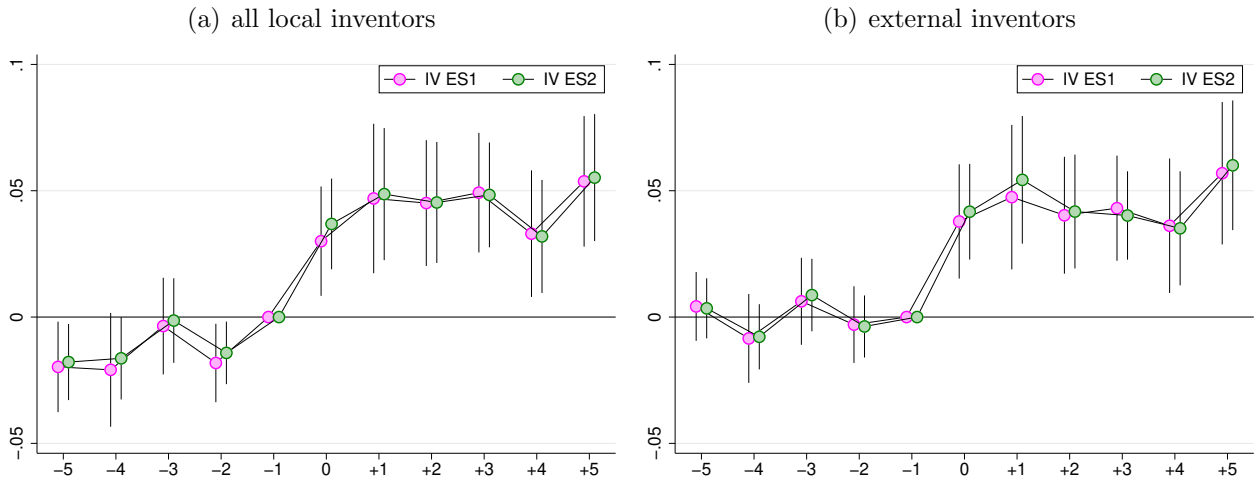 (a) all local inventors
.1
.05
0
−.05
IV ES1 IV ES2
−5 −4 −3 −2 −1 0 +1 +2 +3 +4 +5
(b) external inventors
.1
.05
0
−.05
IV ES1 IV ES2
−5 −4 −3 −2 −1 0 +1 +2 +3 +4 +5